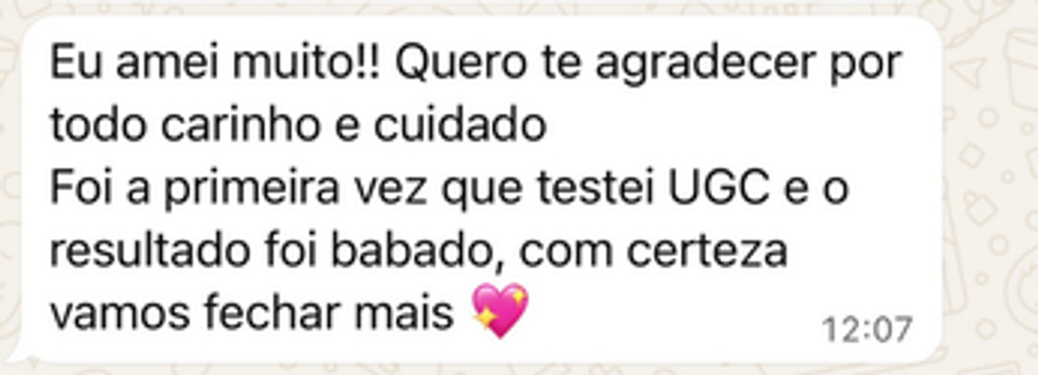 Eu amei muito!! Quero te agradecer por
todo carinho e cuidado
Foi a primeira vez que testei UGC e o
resultado foi babado, com certeza
vamos fechar mais 💖
12:07